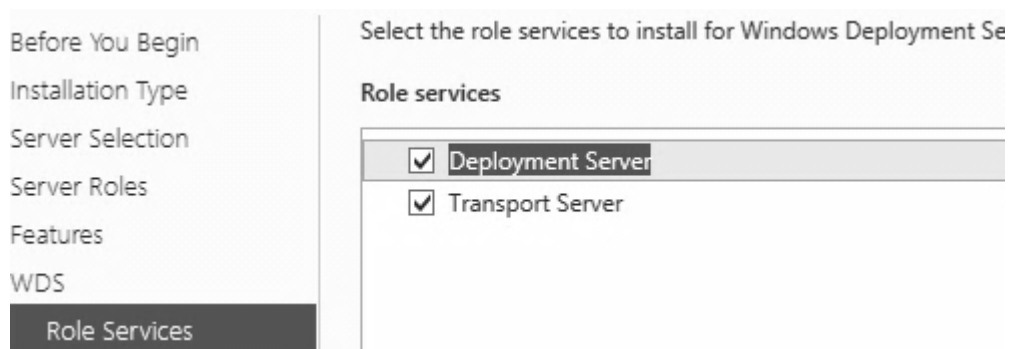 Before You Begin
Installation Type
Server Selection
Server Roles
Features
WDS
Role Services
Select the role services to install for Windows Deployment Se
Role services
Deployment Server
Transport Server